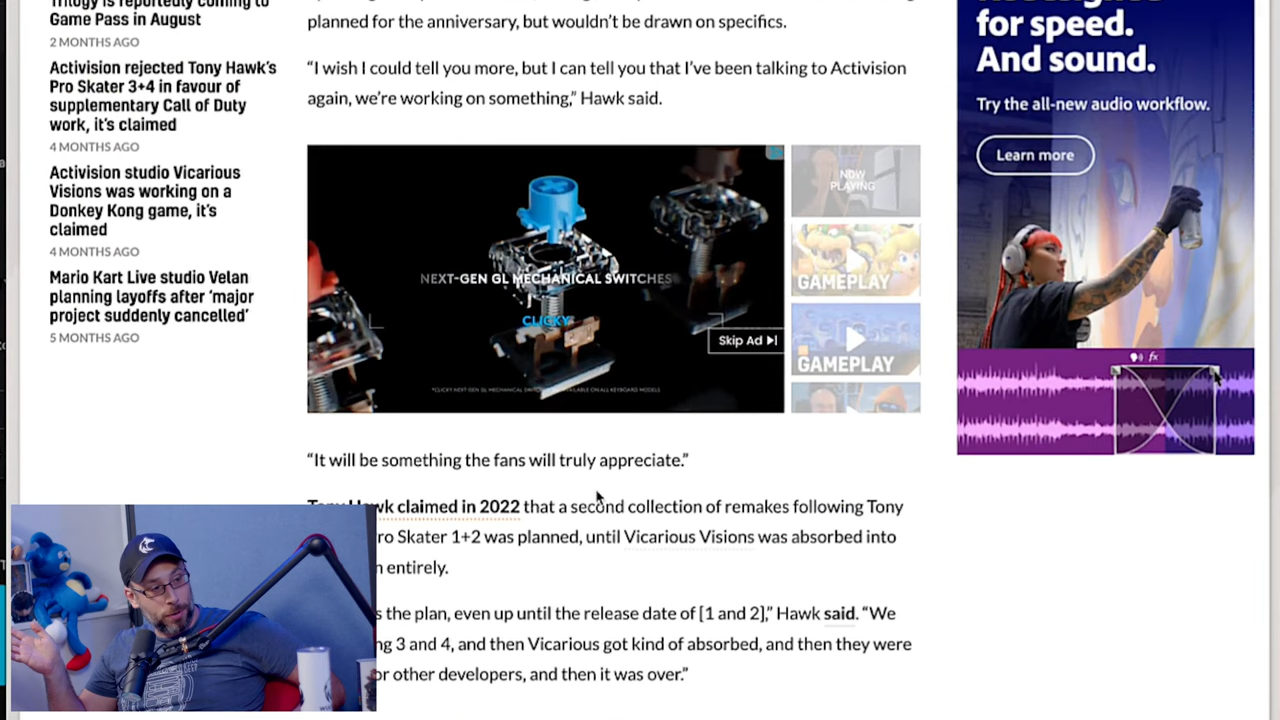 Game Pass in August
2 MONTHS AGO
Activision rejected Tony Hawk's
Pro Skater 3+4 in favour of
supplementary Call of Duty
work, it's claimed
4 MONTHS AGO
Activision studio Vicarious
Visions was working on a
Donkey Kong game, it's
claimed
4 MONTHS AGO
Mario Kart Live studio Velan
planning layoffs after 'major
project suddenly cancelled'
5 MONTHS AGO
planned for the anniversary, but wouldn't be drawn on specifics.
“I wish I could tell you more, but I can tell you that I've been talking to Activision
again, we're working on something,” Hawk said.
NEXT-GEN GL MECHANICAL SWITCHES
CLICKY
Skip Ad
NOW
PLAYING
GAMEPLAY
GAMEPLAY
“It will be something the fans will truly appreciate.”
claimed in 2022 that a second collection of remakes following Tony
Skater 1+2 was planned, until Vicarious Visions was absorbed into
entirely.
the plan, even up until the release date of [1 and 2],” Hawk said. “We
3 and 4, and then Vicarious got kind of absorbed, and then they were
other developers, and then it was over.”
for speed.
And sound.
Try the all-new audio workflow.
Learn more
fx